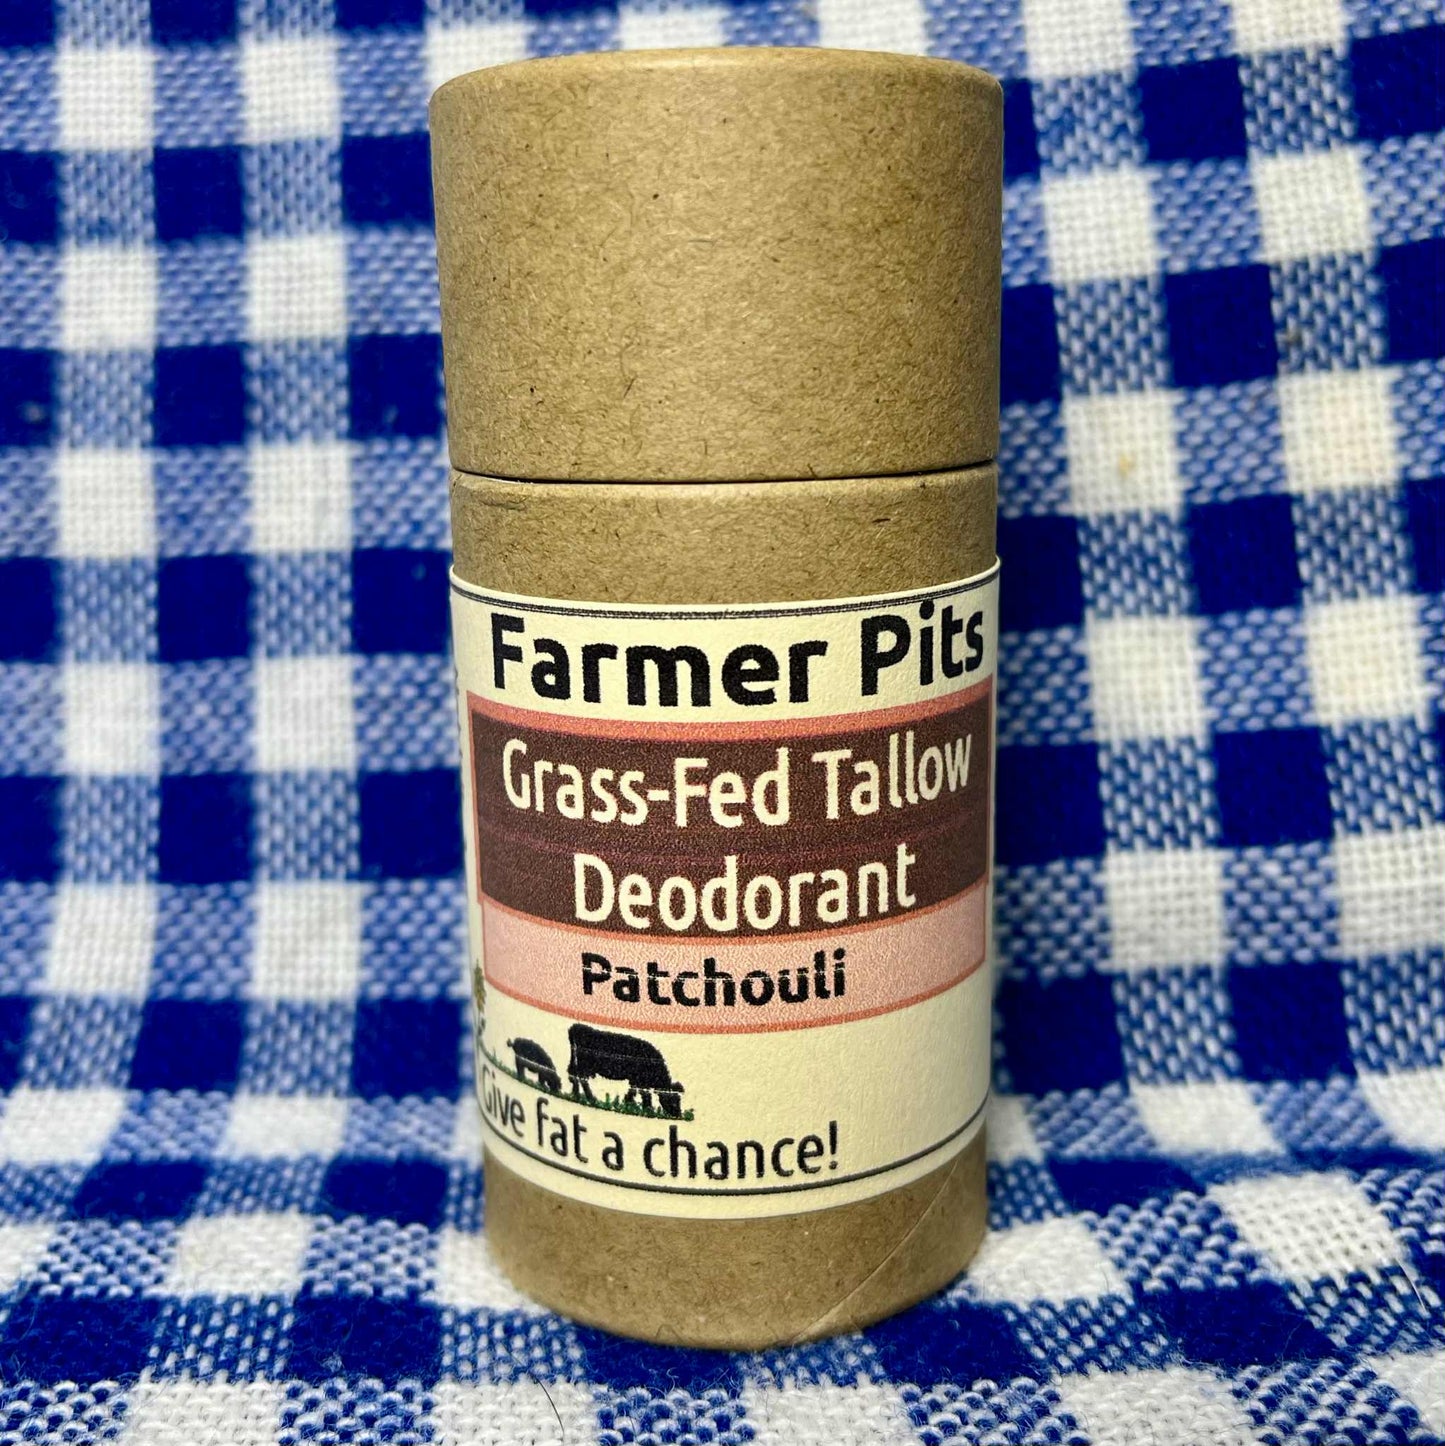 Farmer Pits
Grass-Fed Tallow
Deodorant
Patchouli
Give fat a chance!